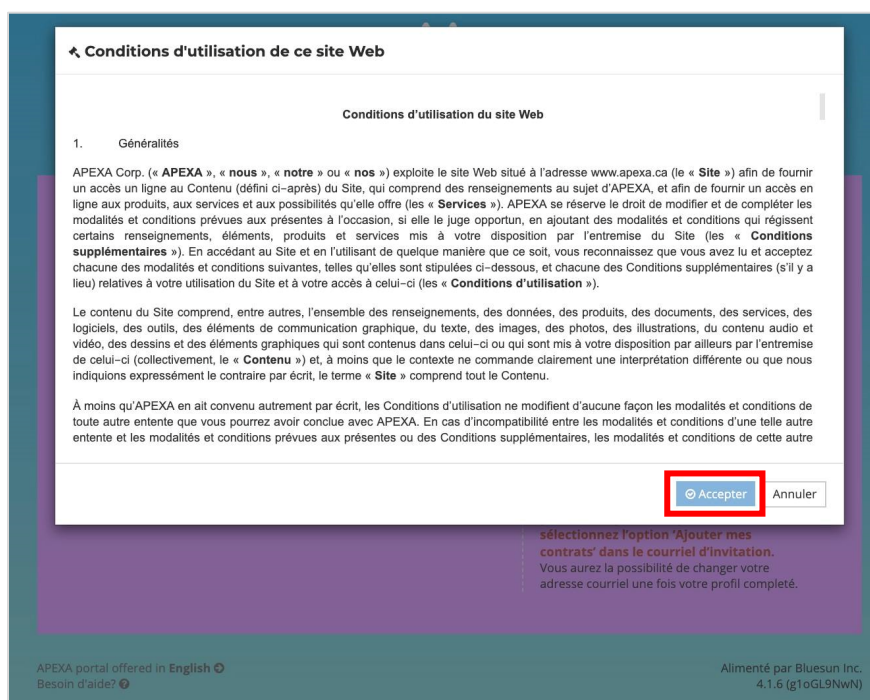 Conditions d'utilisation de ce site Web
Conditions d'utilisation du site Web
1. Généralités
APEXA Corp. (« APEXA », « nous », « notre » ou « nos ») exploite le site Web situé à l'adresse www.apexa.ca (le « Site ») afin de fournir
un accès un ligne au Contenu (défini ci-après) du Site, qui comprend des renseignements au sujet d'APEXA, et afin de fournir un accès en
ligne aux produits, aux services et aux possibilités qu'elle offre (les « Services »). APEXA se réserve le droit de modifier et de compléter les
modalités et conditions prévues aux présentes à l'occasion, si elle le juge opportun, en ajoutant des modalités et conditions qui régissent
certains renseignements, éléments, produits et services mis à votre disposition par l'entremise du Site (les « Conditions
supplémentaires »). En accédant au Site et en l'utilisant de quelque manière que ce soit, vous reconnaissez que vous avez lu et acceptez
chacune des modalités et conditions suivantes, telles qu'elles sont stipulées ci-dessous, et chacune des Conditions supplémentaires (s'il y a
lieu) relatives à votre utilisation du Site et à votre accès à celui-ci (les « Conditions d'utilisation »).
Le contenu du Site comprend, entre autres, l'ensemble des renseignements, des données, des produits, des documents, des services, des
logiciels, des outils, des éléments de communication graphique, du texte, des images, des photos, des illustrations, du contenu audio et
vidéo, des dessins et des éléments graphiques qui sont contenus dans celui-ci ou qui sont mis à votre disposition par ailleurs par l'entremise
de celui-ci (collectivement, le « Contenu ») et, à moins que le contexte ne commande clairement une interprétation différente ou que nous
indiquions expressément le contraire par écrit, le terme « Site » comprend tout le Contenu.
À moins qu'APEXA en ait convenu autrement par écrit, les Conditions d'utilisation ne modifient d'aucune façon les modalités et conditions de
toute autre entente que vous pourrez avoir conclue avec APEXA. En cas d'incompatibilité entre les modalités et conditions d'une telle autre
entente et les modalités et conditions prévues aux présentes ou des Conditions supplémentaires, les modalités et conditions de cette autre
Accepter Annuler
sélectionnez l'option 'Ajouter mes
contrats' dans le courriel d'invitation.
Vous aurez la possibilité de changer votre
adresse courriel une fois votre profil completé.
APEXA portal offered in English
Besoin d'aide?
Alimenté par Bluesun Inc.
4.1.6 (g1oGL9NwN)